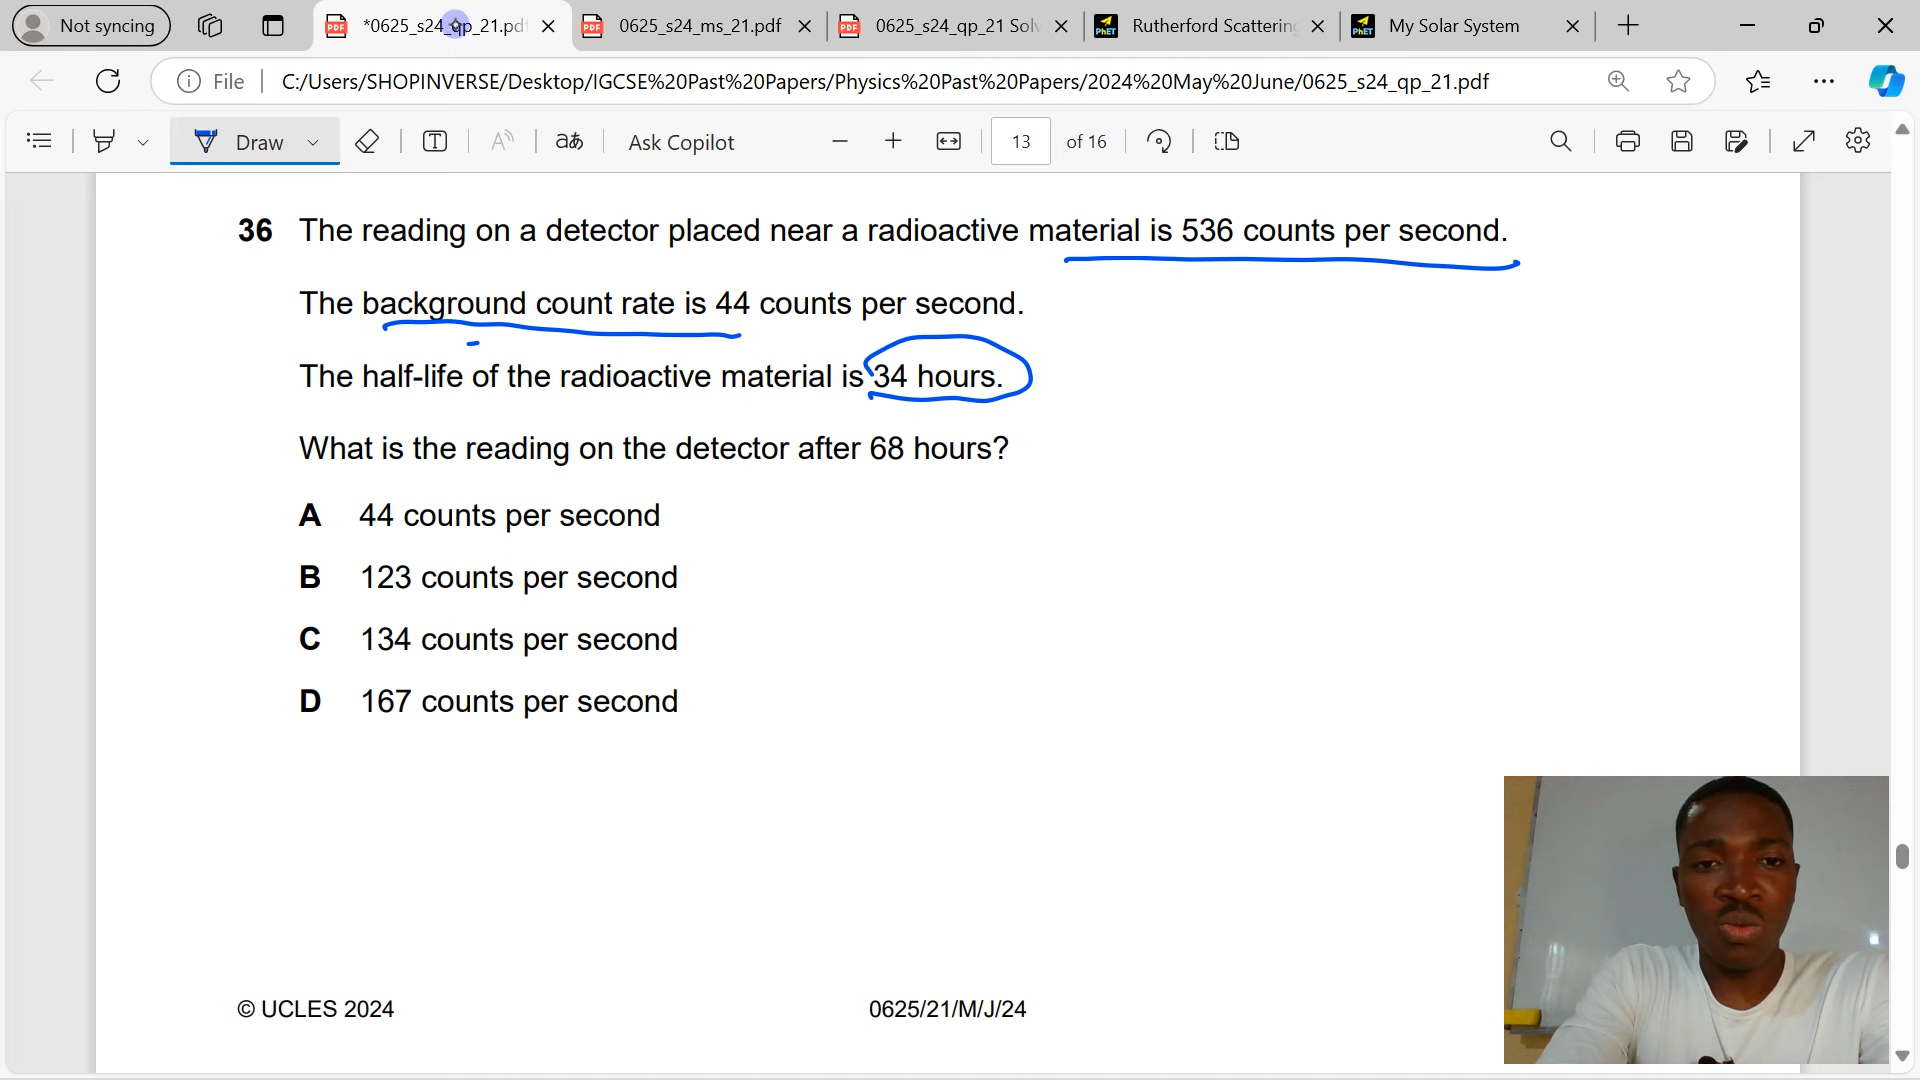 Not syncing
*0625_s24_qp_21.pdf
0625_s24_ms_21.pdf
0625_s24_qp_21 Solv
Rutherford Scattering
My Solar System
File
C:/Users/SHOPINVERSE/Desktop/IGCSE%20Past%20Papers/Physics%20Past%20Papers/2024%20May%20June/0625_s24_qp_21.pdf
Draw
Ask Copilot
13 of 16
36 The reading on a detector placed near a radioactive material is 536 counts per second.
The background count rate is 44 counts per second.
The half-life of the radioactive material is 34 hours.
What is the reading on the detector after 68 hours?
A 44 counts per second
B 123 counts per second
C 134 counts per second
D 167 counts per second
© UCLES 2024
0625/21/M/J/24